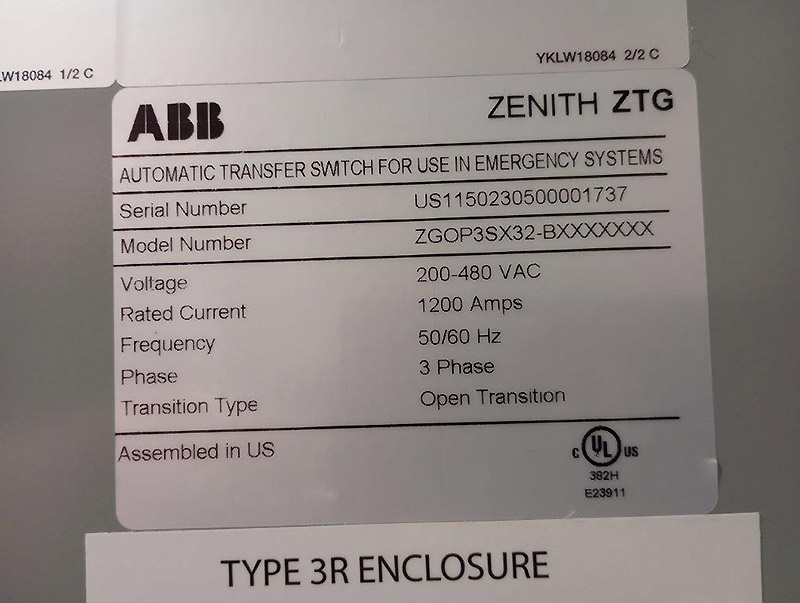 LW18084 1/2 C
YKLW18084 2/2 C
ABB
ZENITH ZTG
AUTOMATIC TRANSFER SWITCH FOR USE IN EMERGENCY SYSTEMS
Serial Number US1150230500001737
Model Number ZGOP3SX32-BXXXXXXX
Voltage 200-480 VAC
Rated Current 1200 Amps
Frequency 50/60 Hz
Phase 3 Phase
Transition Type Open Transition
Assembled in US
C UL US
382H
E23911
TYPE 3R ENCLOSURE